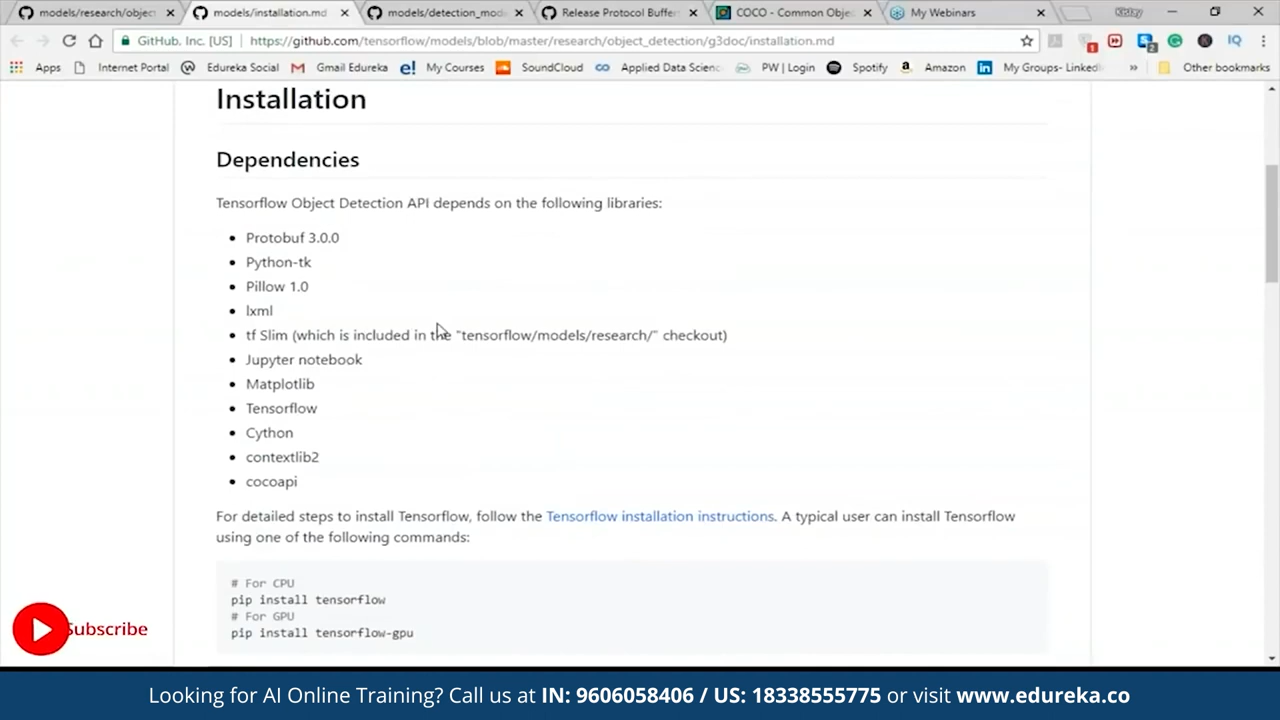 models/research/object
models/installation.md
models/detection_mode
Release Protocol Buffer
COCO - Common Obje
My Webinars
GitHub, Inc. [US]
https://github.com/tensorflow/models/blob/master/research/object_detection/g3doc/installation.md
1
2
IQ
Apps
Internet Portal
Edureka Social
Gmail Edureka
My Courses
SoundCloud
Applied Data Scienc
PW | Login
Spotify
Amazon
My Groups- Linkedi
»
Other bookmarks
Installation
Dependencies
Tensorflow Object Detection API depends on the following libraries:
• Protobuf 3.0.0
• Python-tk
• Pillow 1.0
• lxml
• tf Slim (which is included in the "tensorflow/models/research/" checkout)
• Jupyter notebook
• Matplotlib
• Tensorflow
• Cython
• contextlib2
• cocoapi
For detailed steps to install Tensorflow, follow the Tensorflow installation instructions. A typical user can install Tensorflow
using one of the following commands:
# For CPU
pip install tensorflow
# For GPU
pip install tensorflow-gpu
Subscribe
Looking for AI Online Training? Call us at IN: 9606058406 / US: 18338555775 or visit www.edureka.co